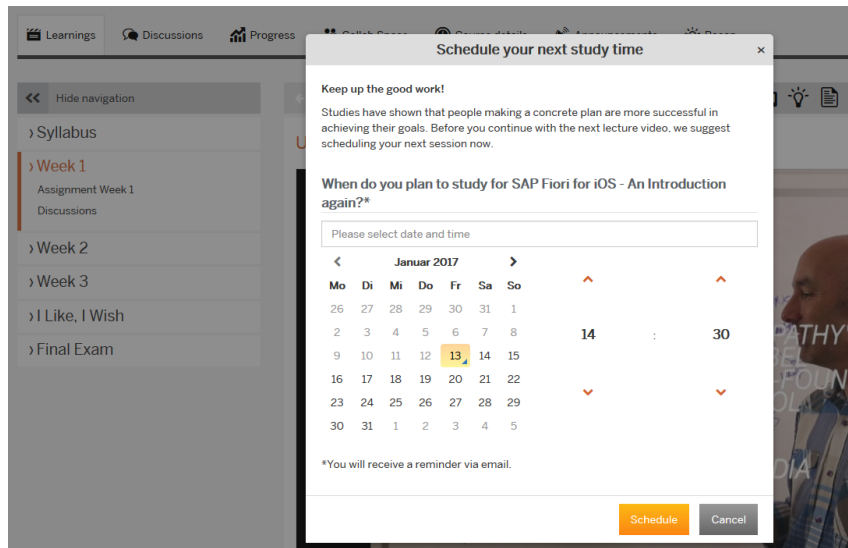 Learnings
Discussions
Progress
Collab Space
Course details
Announcements
Recap
Schedule your next study time ×
Hide navigation
Syllabus
Week 1
Assignment Week 1
Discussions
Week 2
Week 3
I Like, I Wish
Final Exam
Keep up the good work!
Studies have shown that people making a concrete plan are more successful in
achieving their goals. Before you continue with the next lecture video, we suggest
scheduling your next session now.
When do you plan to study for SAP Fiori for iOS - An Introduction
again?*
Please select date and time
Januar 2017
Mo Di Mi Do Fr Sa So
26 27 28 29 30 31 1
2 3 4 5 6 7 8
9 10 11 12 13 14 15
16 17 18 19 20 21 22
23 24 25 26 27 28 29
30 31 1 2 3 4 5
14 : 30
*You will receive a reminder via email.
Schedule
Cancel